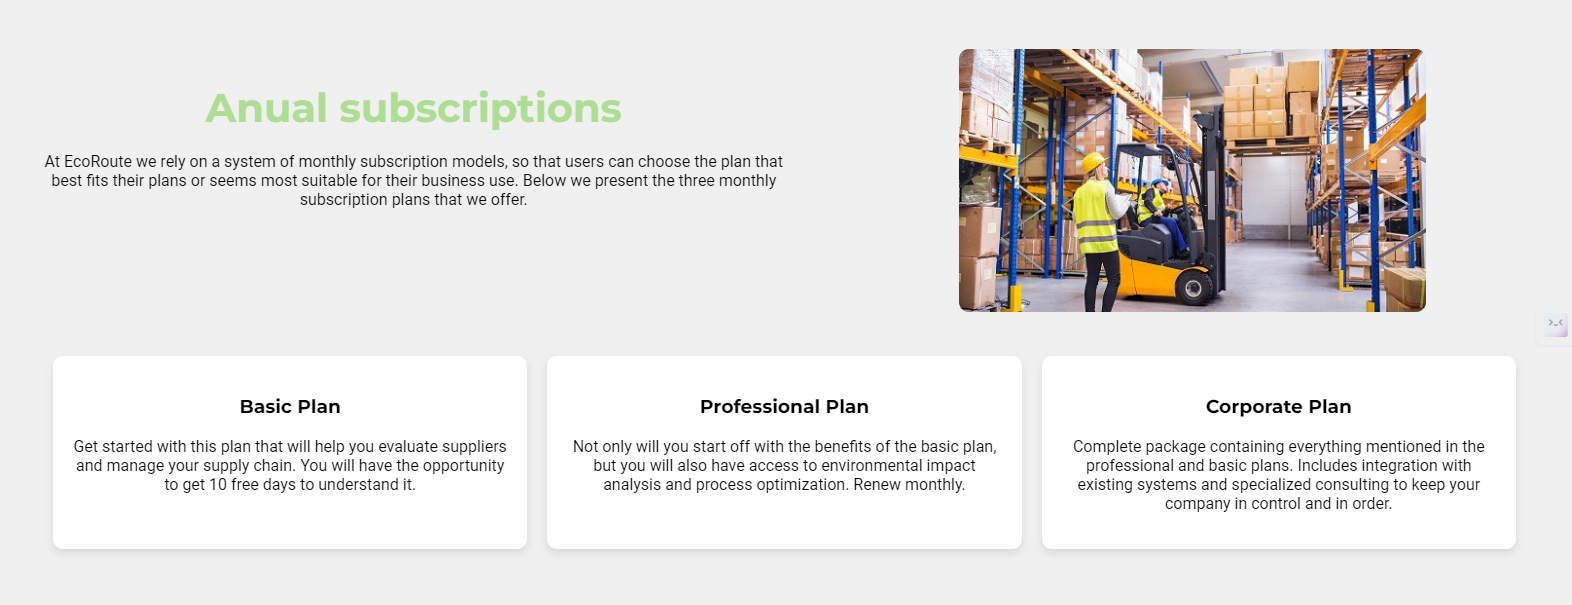 Anual subscriptions
At EcoRoute we rely on a system of monthly subscription models, so that users can choose the plan that
best fits their plans or seems most suitable for their business use. Below we present the three monthly
subscription plans that we offer.
Basic Plan
Get started with this plan that will help you evaluate suppliers
and manage your supply chain. You will have the opportunity
to get 10 free days to understand it.
Professional Plan
Not only will you start off with the benefits of the basic plan,
but you will also have access to environmental impact
analysis and process optimization. Renew monthly.
Corporate Plan
Complete package containing everything mentioned in the
professional and basic plans. Includes integration with
existing systems and specialized consulting to keep your
company in control and in order.